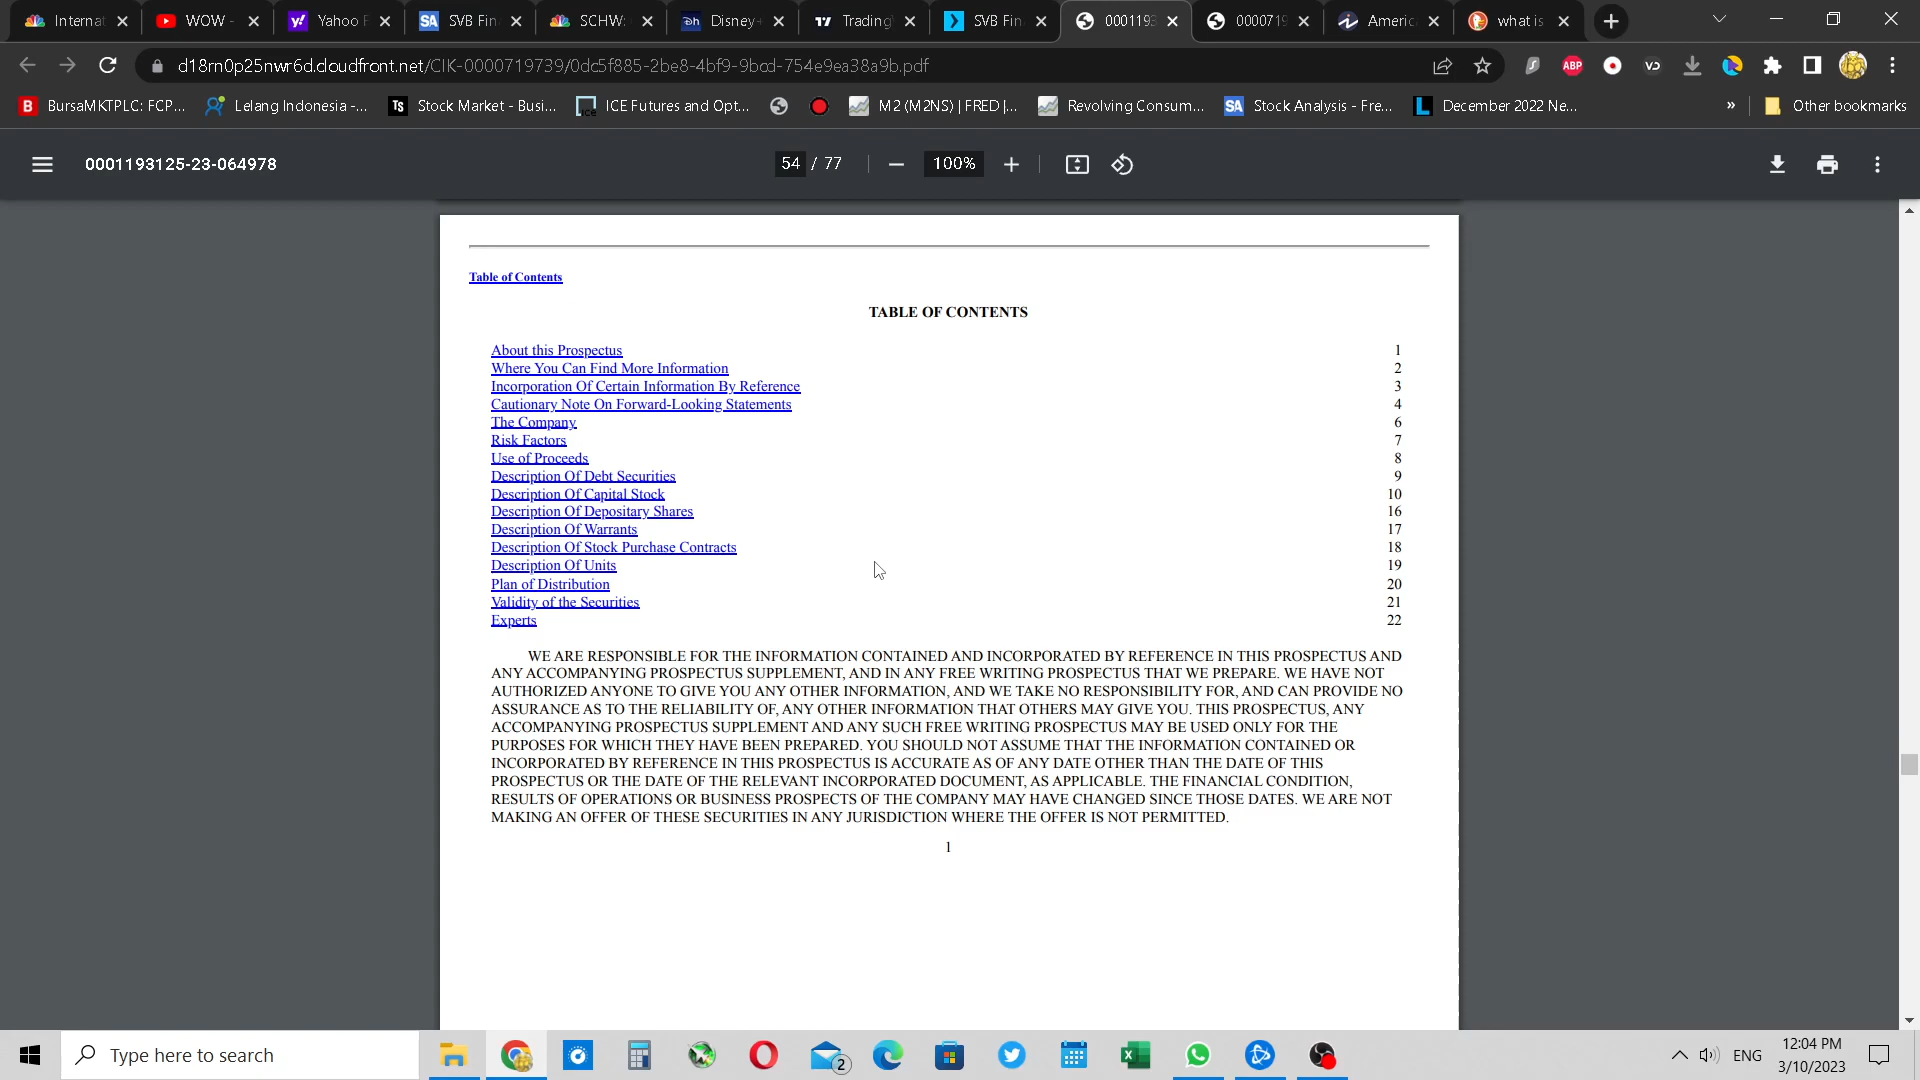 Internat
WOW -
Yahoo F
SVB Fin
SCHW:
Disney+
Trading
SVB Fin
0001193
0000719
Americ
what is
d18rn0p25nwr6d.cloudfront.net/CIK-0000719739/0dc5f885-2be8-4bf9-9bcd-754e9ea38a9b.pdf
BursaMKTPLC: FCP...
Lelang Indonesia -...
Stock Market - Busi...
ICE Futures and Opt...
M2 (M2NS) | FRED |...
Revolving Consum...
Stock Analysis - Fre...
December 2022 Ne...
»
Other bookmarks
0001193125-23-064978
54 / 77
100%
Table of Contents
TABLE OF CONTENTS
About this Prospectus 1
Where You Can Find More Information 2
Incorporation Of Certain Information By Reference 3
Cautionary Note On Forward-Looking Statements 4
The Company 6
Risk Factors 7
Use of Proceeds 8
Description Of Debt Securities 9
Description Of Capital Stock 10
Description Of Depositary Shares 16
Description Of Warrants 17
Description Of Stock Purchase Contracts 18
Description Of Units 19
Plan of Distribution 20
Validity of the Securities 21
Experts 22
WE ARE RESPONSIBLE FOR THE INFORMATION CONTAINED AND INCORPORATED BY REFERENCE IN THIS PROSPECTUS AND
ANY ACCOMPANYING PROSPECTUS SUPPLEMENT, AND IN ANY FREE WRITING PROSPECTUS THAT WE PREPARE. WE HAVE NOT
AUTHORIZED ANYONE TO GIVE YOU ANY OTHER INFORMATION, AND WE TAKE NO RESPONSIBILITY FOR, AND CAN PROVIDE NO
ASSURANCE AS TO THE RELIABILITY OF, ANY OTHER INFORMATION THAT OTHERS MAY GIVE YOU. THIS PROSPECTUS, ANY
ACCOMPANYING PROSPECTUS SUPPLEMENT AND ANY SUCH FREE WRITING PROSPECTUS MAY BE USED ONLY FOR THE
PURPOSES FOR WHICH THEY HAVE BEEN PREPARED. YOU SHOULD NOT ASSUME THAT THE INFORMATION CONTAINED OR
INCORPORATED BY REFERENCE IN THIS PROSPECTUS IS ACCURATE AS OF ANY DATE OTHER THAN THE DATE OF THIS
PROSPECTUS OR THE DATE OF THE RELEVANT INCORPORATED DOCUMENT, AS APPLICABLE. THE FINANCIAL CONDITION,
RESULTS OF OPERATIONS OR BUSINESS PROSPECTS OF THE COMPANY MAY HAVE CHANGED SINCE THOSE DATES. WE ARE NOT
MAKING AN OFFER OF THESE SECURITIES IN ANY JURISDICTION WHERE THE OFFER IS NOT PERMITTED.
1
Type here to search
2
ENG
12:04 PM
3/10/2023